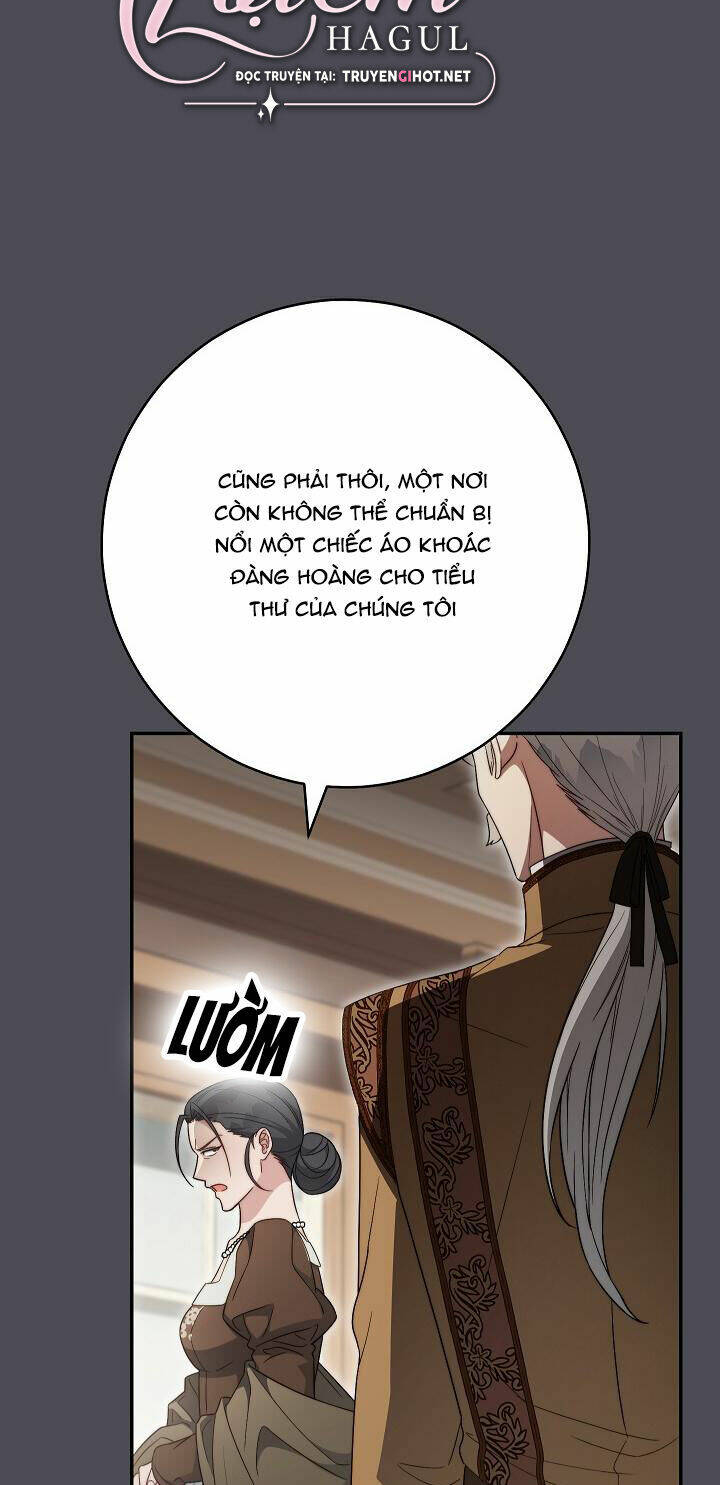 HAGUL
ĐỌC TRUYỆN TẠI: TRUYENGIHOT.NET
CŨNG PHẢI THÔI, MỘT NƠI
CÒN KHÔNG THỂ CHUẨN BỊ
NỔI MỘT CHIẾC ÁO KHOÁC
ĐÀNG HOÀNG CHO TIỂU
THƯ CỦA CHÚNG TÔI
LƯỜM